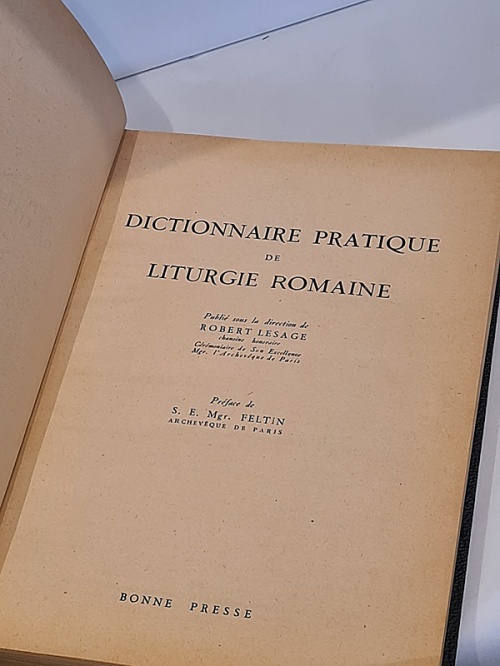 DICTIONNAIRE PRATIQUE
DE
LITURGIE ROMAINE
Publié sous la direction de
ROBERT LESAGE
chanoine honoraire
Cérémoniaire de Son Excellence
Mgr. l'Archevêque de Paris
Préface de
S. E. Mgr. FELTIN
ARCHEVÊQUE DE PARIS
BONNE PRESSE